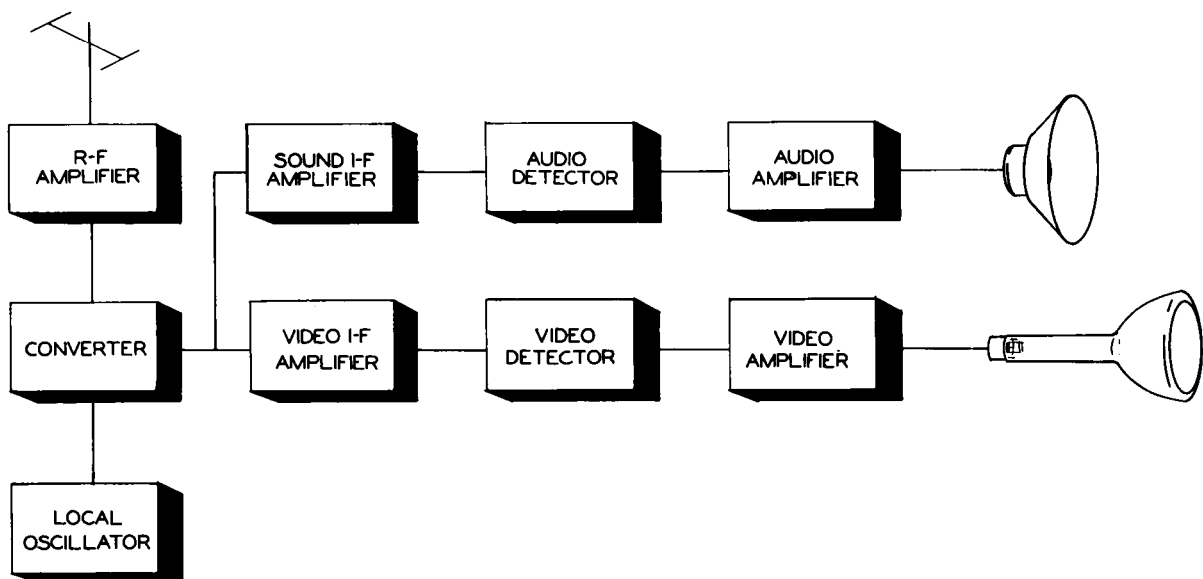 R-F
AMPLIFIER
SOUND I-F
AMPLIFIER
AUDIO
DETECTOR
AUDIO
AMPLIFIER
CONVERTER
VIDEO I-F
AMPLIFIER
VIDEO
DETECTOR
VIDEO
AMPLIFIER
LOCAL
OSCILLATOR